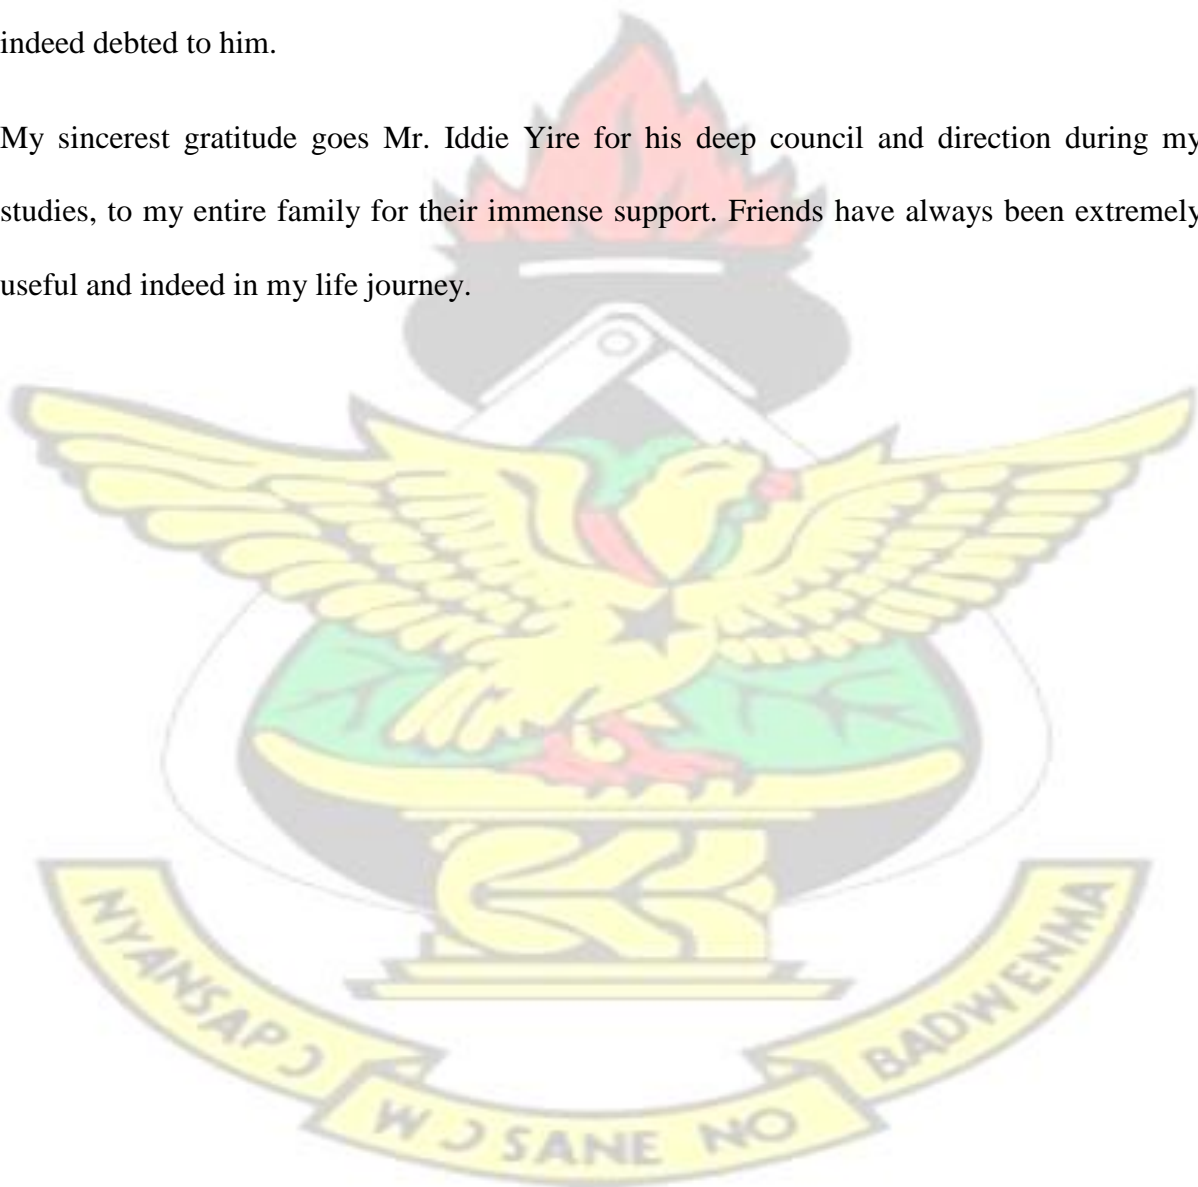 indeed debted to him.
My sincerest gratitude goes Mr. Iddie Yire for his deep council and direction during my
studies, to my entire family for their immense support. Friends have always been extremely
useful and indeed in my life journey.
NYANSAPƆ
WƆSANE NO
BADWENMA